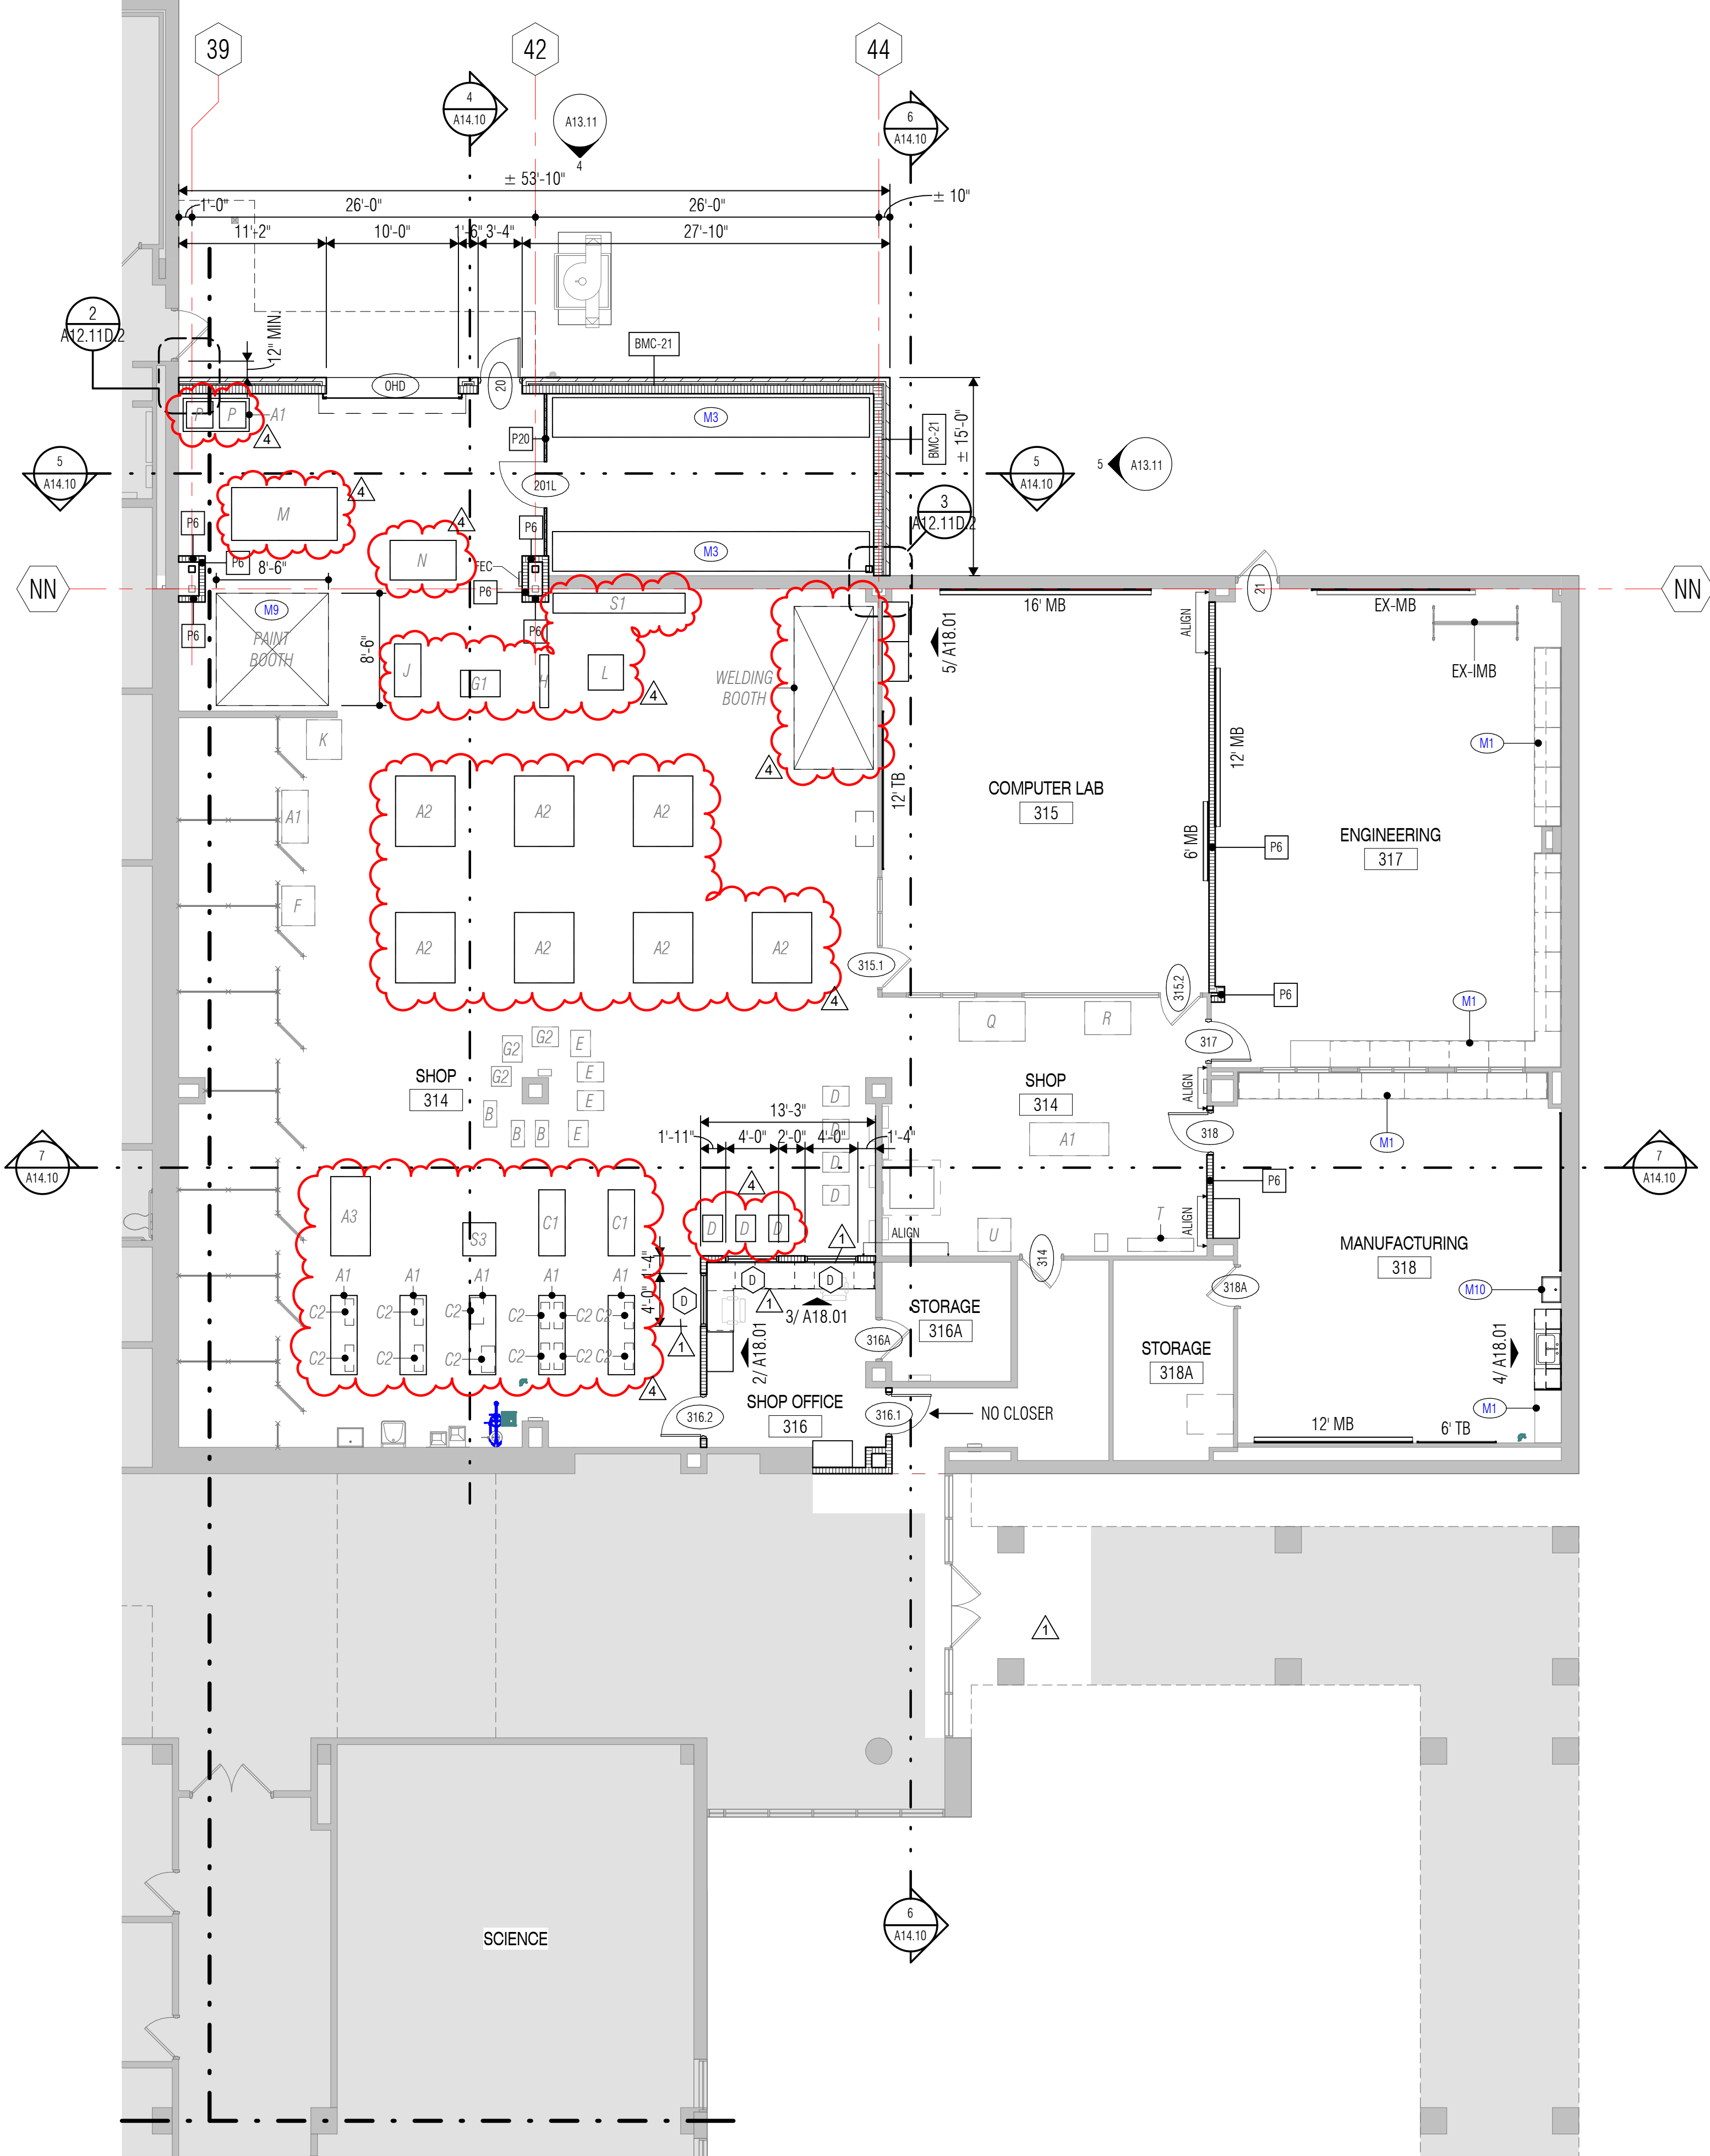 39
42
44
4
A14.10
A13.11
4
6
A14.10
± 53'-10"
1'-0"
26'-0"
26'-0"
± 10"
11'-2"
10'-0"
1'-6"
3'-4"
27'-10"
2
A12.11D.2
12" MIN.
BMC-21
OHD
20
P
P
A1
4
M3
P20
BMC-21
± 15'-0"
5
A14.10
201L
5
A14.10
5
A13.11
M
4
4
3
A12.11D.2
P6
P6
N
P6
M3
FEC
P6
8'-6"
NN
NN
M9
PAINT
BOOTH
8'-6"
P6
P6
S1
16' MB
ALIGN
21
EX-MB
EX-IMB
5/ A18.01
J
G1
H
L
4
WELDING
BOOTH
K
4
12' TB
12' MB
M1
A1
A2
A2
A2
COMPUTER LAB
315
6' MB
P6
ENGINEERING
317
F
A2
A2
A2
A2
4
315.1
315.2
P6
M1
Q
R
G2
G2
E
317
G2
E
SHOP
314
E
B
B
B
E
D
D
D
D
SHOP
314
ALIGN
A1
318
M1
13'-3"
1'-11"
4'-0"
2'-0"
4'-0"
1'-4"
7
A14.10
7
A14.10
P6
4
A3
S3
C1
C1
D
D
D
1
ALIGN
U
T
ALIGN
314
MANUFACTURING
318
1'-4"
4'-0"
A1
A1
A1
A1
A1
D
D
D
1
1
3/ A18.01
2/ A18.01
C2
C2
C2
C2
C2
C2
C2
C2
C2
C2
C2
C2
4
STORAGE
316A
316A
318A
STORAGE
318A
M10
4/ A18.01
M1
SHOP OFFICE
316
316.2
316.1
NO CLOSER
12' MB
6' TB
1
6
A14.10
SCIENCE